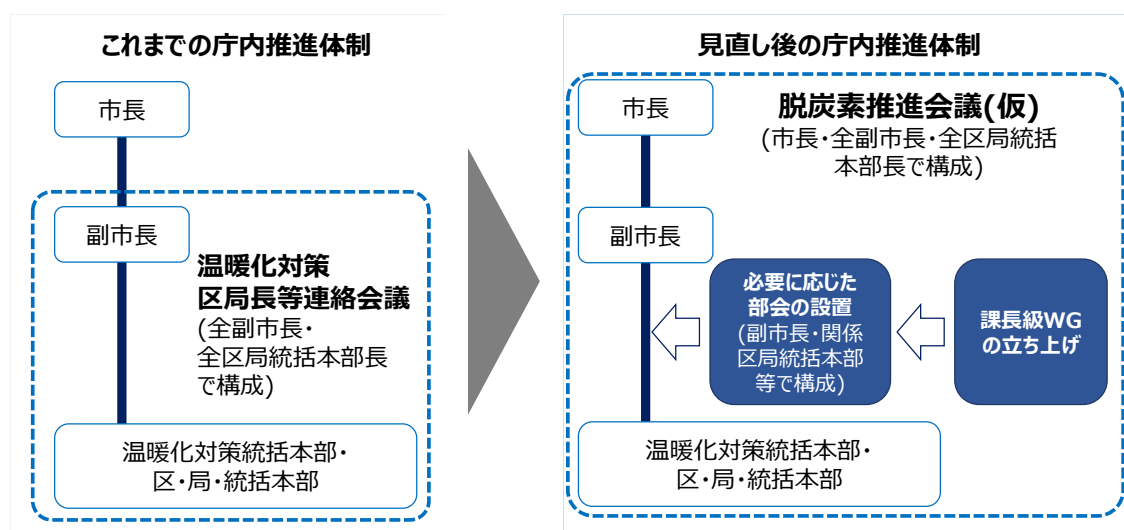 これまでの庁内推進体制
市長
副市長
温暖化対策
区局長等連絡会議
(全副市長・
全区局統括本部長
で構成)
温暖化対策統括本部・
区・局・統括本部
見直し後の庁内推進体制
市長
脱炭素推進会議(仮)
(市長・全副市長・全区局統括
本部長で構成)
副市長
必要に応じた
部会の設置
(副市長・関係
区局統括本部
等で構成)
課長級WG
の立ち上げ
温暖化対策統括本部・
区・局・統括本部